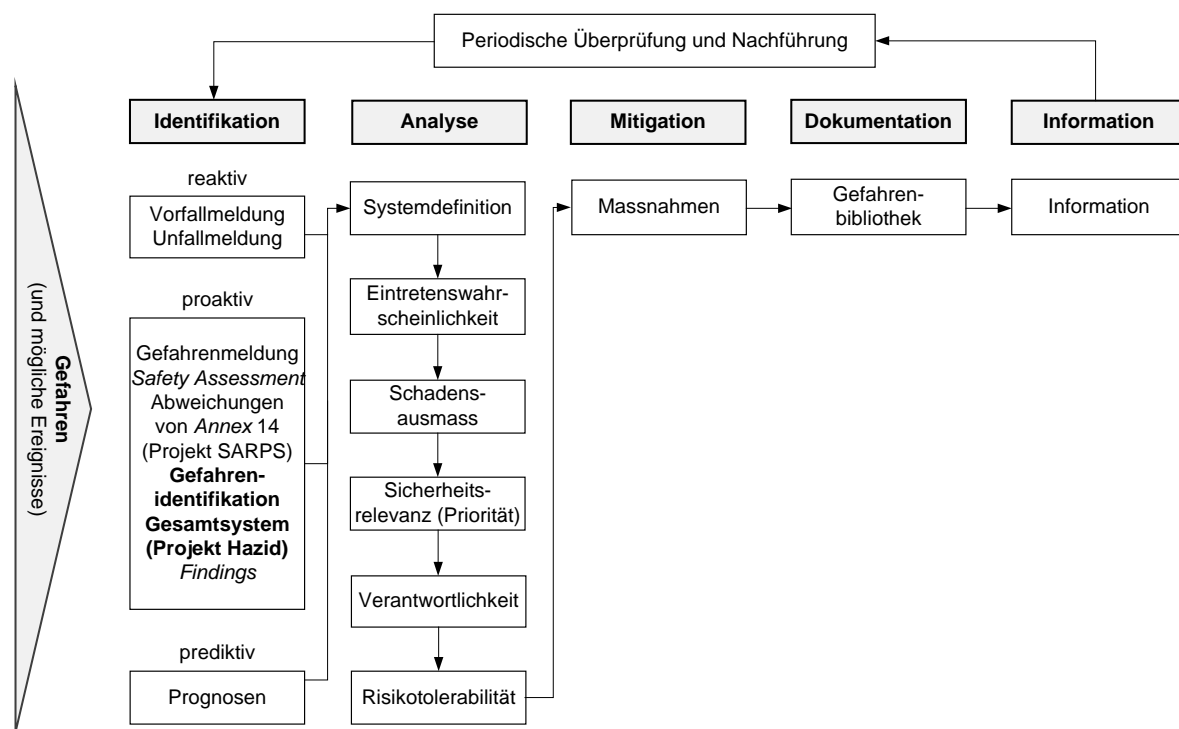 Periodische Überprüfung und Nachführung
Identifikation
Analyse
Mitigation
Dokumentation
Information
Gefahren
(und mögliche Ereignisse)
reaktiv
Vorfallmeldung
Unfallmeldung
proaktiv
Gefahrenmeldung
Safety Assessment
Abweichungen
von Annex 14
(Projekt SARPS)
Gefahren-
identifikation
Gesamtsystem
(Projekt Hazid)
Findings
prediktiv
Prognosen
Systemdefinition
Eintretenswahr-
scheinlichkeit
Schadens-
ausmass
Sicherheits-
relevanz (Priorität)
Verantwortlichkeit
Risikotolerabilität
Massnahmen
Gefahren-
bibliothek
Information